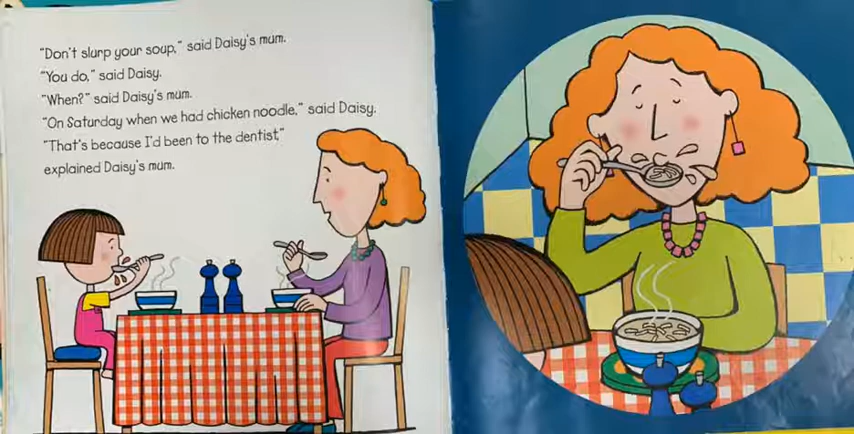 "Don't slurp your soup," said Daisy's mum.
"You do," said Daisy.
"When?" said Daisy's mum.
"On Saturday when we had chicken noodle," said Daisy.
"That's because I'd been to the dentist,"
explained Daisy's mum.